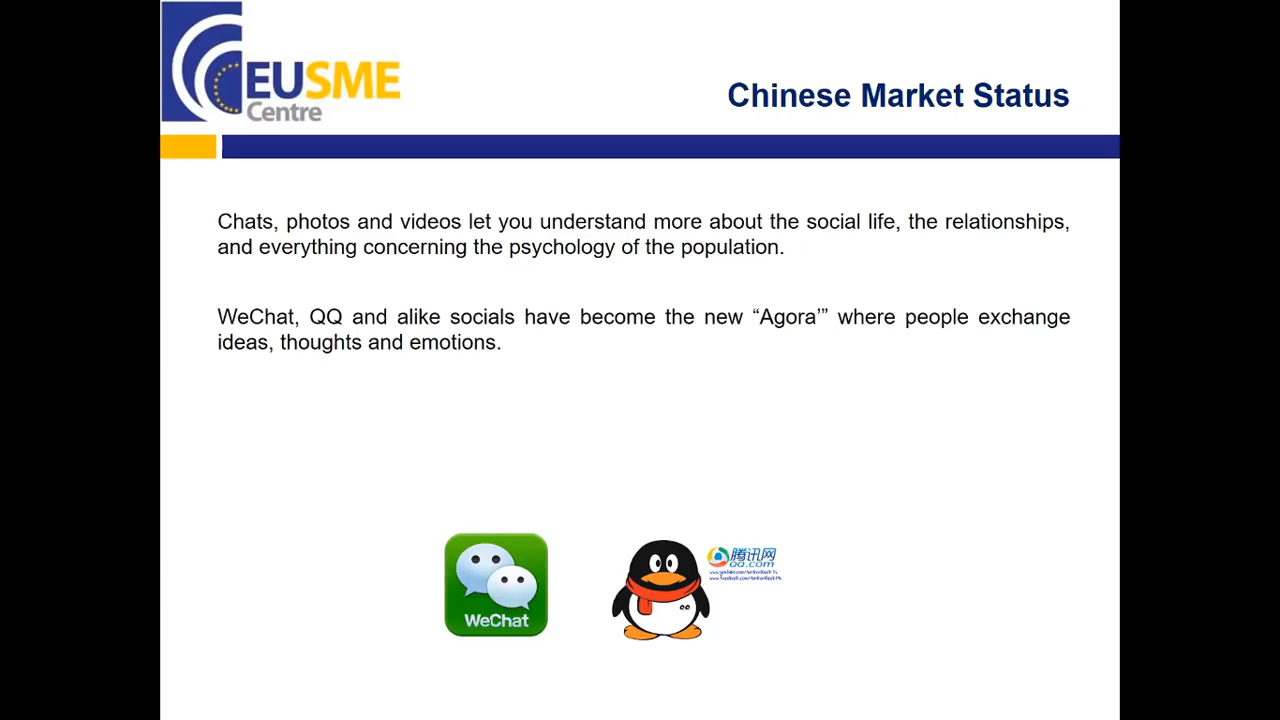 EUSME
Centre
Chinese Market Status
Chats, photos and videos let you understand more about the social life, the relationships,
and everything concerning the psychology of the population.
WeChat, QQ and alike socials have become the new “Agora’” where people exchange
ideas, thoughts and emotions.
WeChat
腾讯网
QQ.com